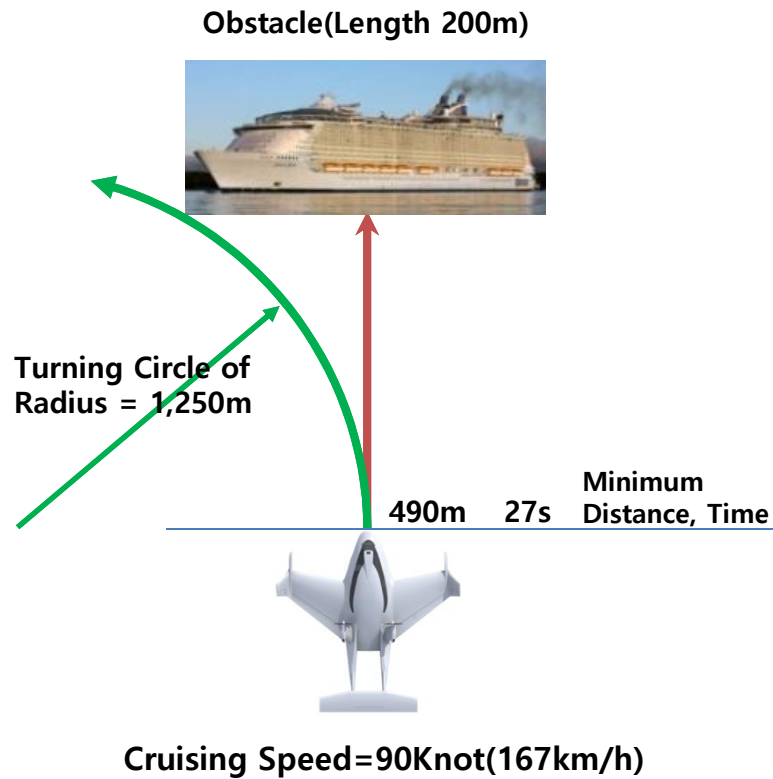 Obstacle(Length 200m)
Turning Circle of
Radius = 1,250m
490m 27s Minimum
Distance, Time
Cruising Speed=90Knot(167km/h)